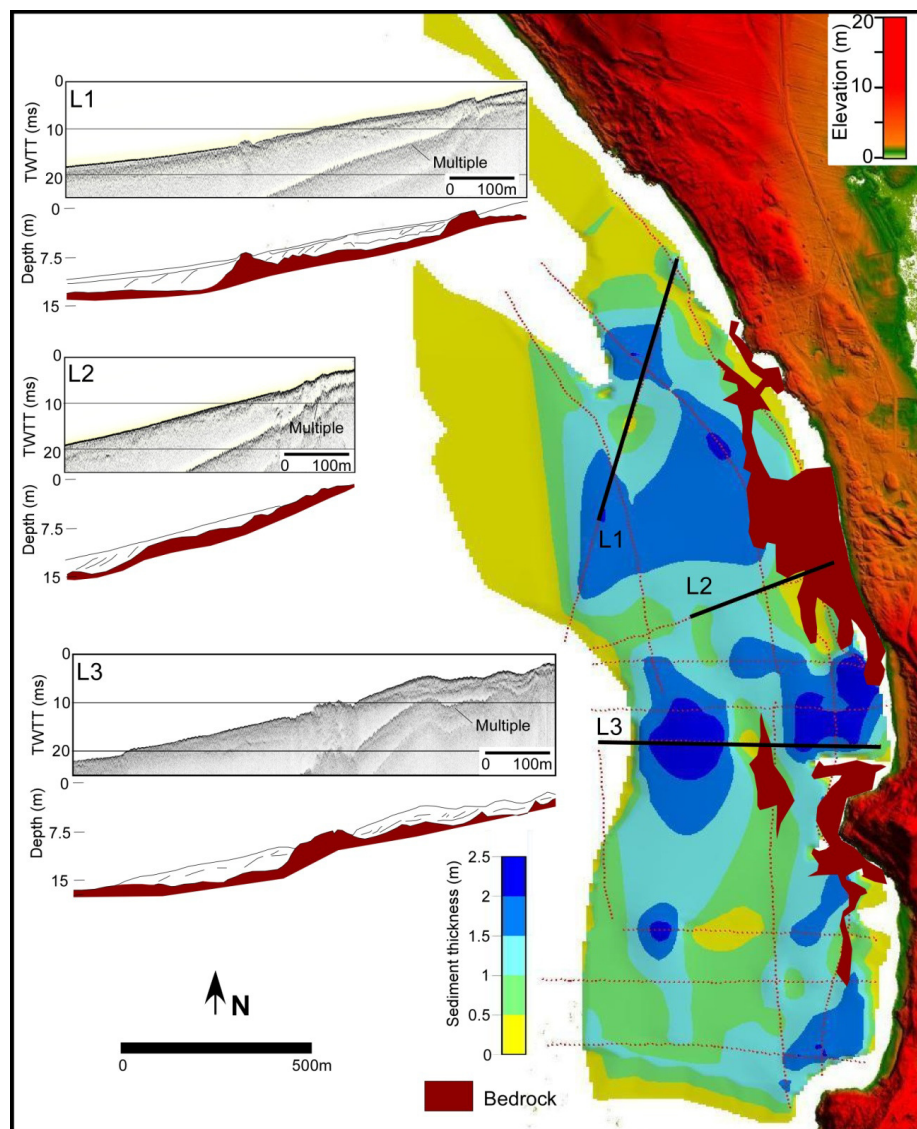 L1
TWTT (ms)
0
10
20
Multiple
0 100m
Depth (m)
0
7.5
15
L2
TWTT (ms)
0
10
20
Multiple
0 100m
Depth (m)
0
7.5
15
L3
TWTT (ms)
0
10
20
Multiple
0 100m
Depth (m)
0
7.5
15
N
0 500m
Sediment thickness (m)
2.5
2
1.5
1
0.5
0
Bedrock
Elevation (m)
20
10
0
L1
L2
L3